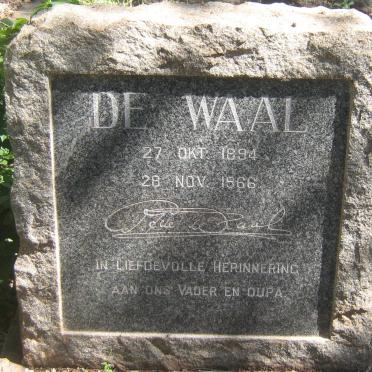 DE WAAL
27 OKT. 1894
28 NOV. 1966
IN LIEFDEVOLLE HERINNERING
AAN ONS VADER EN OUPA